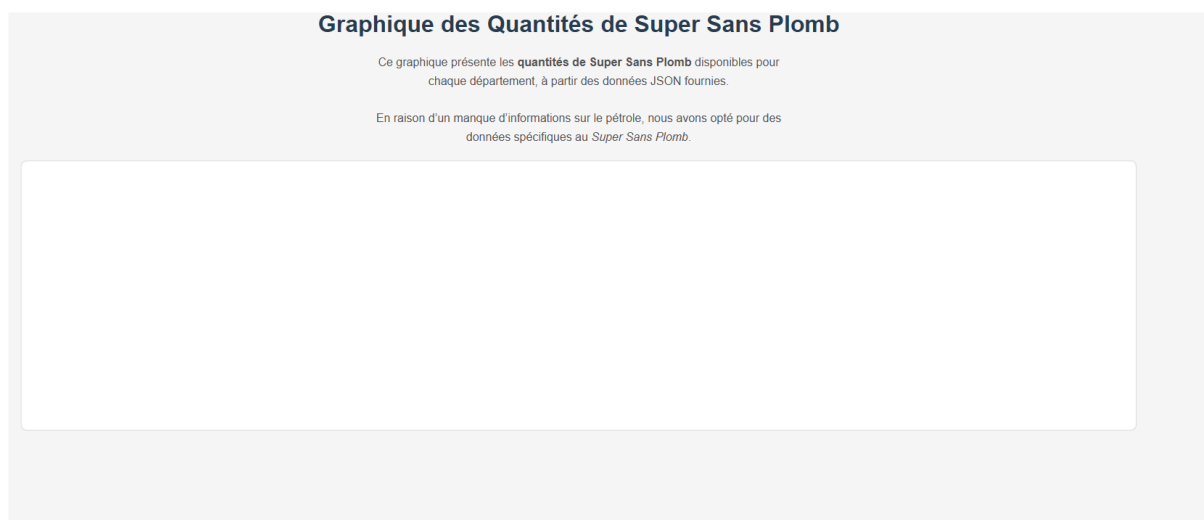 Graphique des Quantités de Super Sans Plomb
Ce graphique présente les quantités de Super Sans Plomb disponibles pour
chaque département, à partir des données JSON fournies.
En raison d’un manque d’informations sur le pétrole, nous avons opté pour des
données spécifiques au Super Sans Plomb.